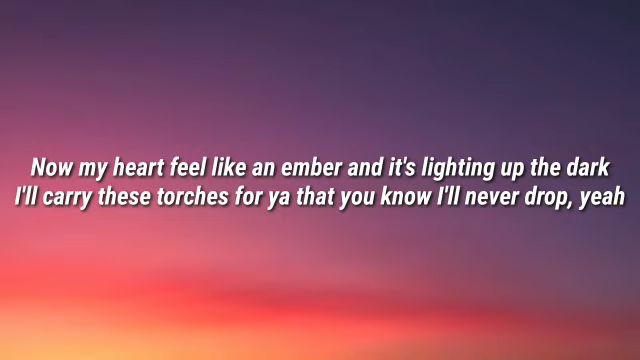 Now my heart feel like an ember and it's lighting up the dark
I'll carry these torches for ya that you know I'll never drop, yeah